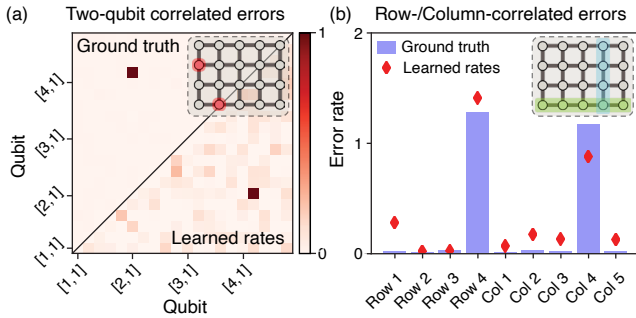 (a) Two-qubit correlated errors
Ground truth
Learned rates
Qubit
[4,1]
[3,1]
[2,1]
[1,1]
[1,1]
[2,1]
[3,1]
[4,1]
Qubit
1
0
(b) Row-/Column-correlated errors
Ground truth
Learned rates
Error rate
2
1
0
Row 1
Row 2
Row 3
Row 4
Col 1
Col 2
Col 3
Col 4
Col 5